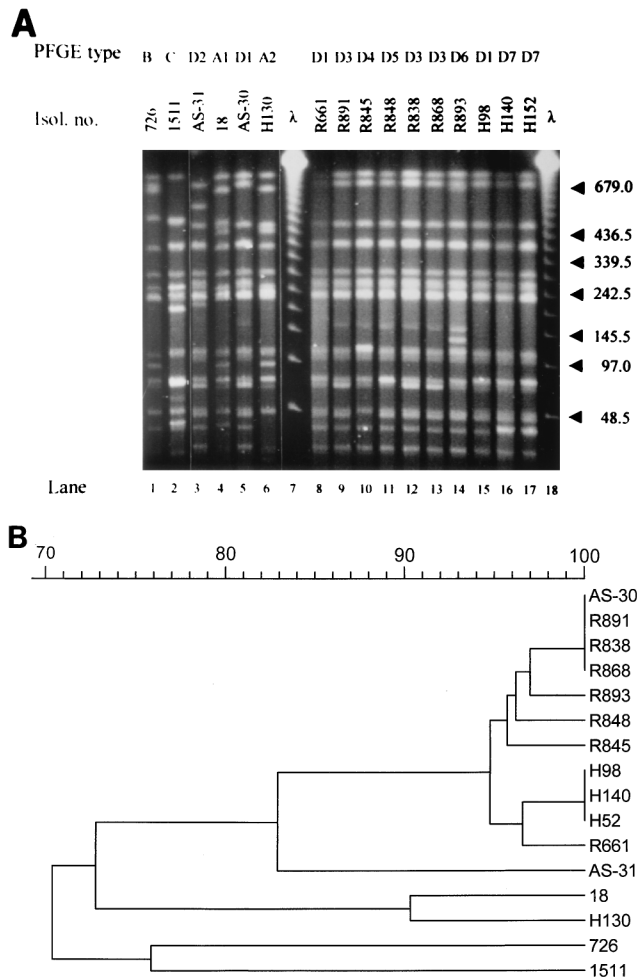 A
PFGE type B C D2 A1 D1 A2 D1 D3 D4 D5 D3 D3 D6 D1 D7 D7
Isol. no. 726 1511 AS-31 18 AS-30 H130 λ R661 R891 R845 R848 R838 R868 R893 H98 H140 H152 λ
679.0
436.5
339.5
242.5
145.5
97.0
48.5
Lane 1 2 3 4 5 6 7 8 9 10 11 12 13 14 15 16 17 18
B
70 80 90 100
AS-30
R891
R838
R868
R893
R848
R845
H98
H140
H52
R661
AS-31
18
H130
726
1511